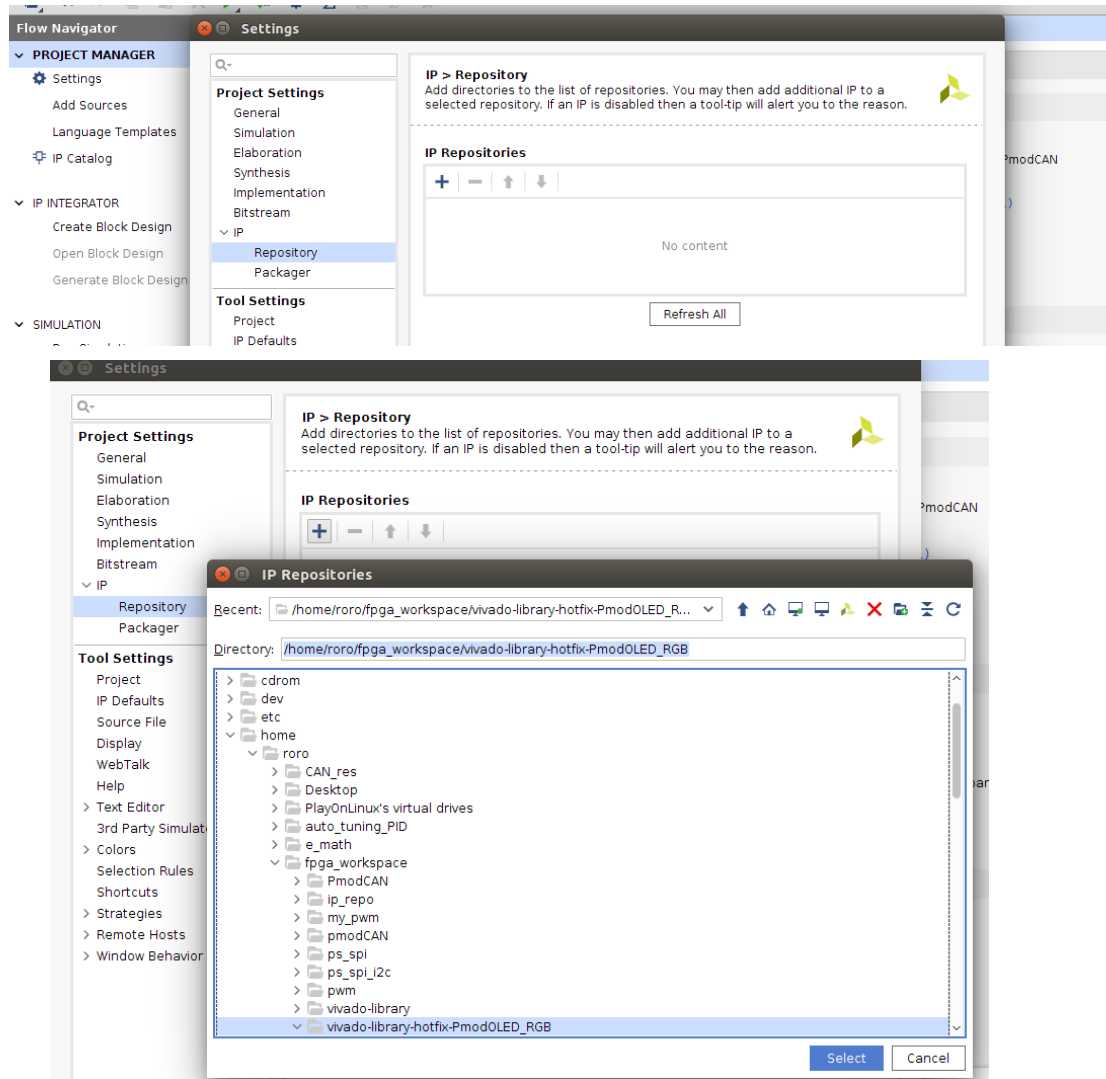 Flow Navigator
Settings
PROJECT MANAGER
Settings
Add Sources
Language Templates
IP Catalog
IP INTEGRATOR
Create Block Design
Open Block Design
Generate Block Design
SIMULATION
Project Settings
General
Simulation
Elaboration
Synthesis
Implementation
Bitstream
IP
Repository
Packager
Tool Settings
Project
IP Defaults
IP > Repository
Add directories to the list of repositories. You may then add additional IP to a
selected repository. If an IP is disabled then a tool-tip will alert you to the reason.
IP Repositories
No content
Refresh All
PmodCAN
.)
Settings
Project Settings
General
Simulation
Elaboration
Synthesis
Implementation
Bitstream
IP
Repository
Packager
Tool Settings
Project
IP Defaults
Source File
Display
WebTalk
Help
Text Editor
3rd Party Simulat
Colors
Selection Rules
Shortcuts
Strategies
Remote Hosts
Window Behavior
IP > Repository
Add directories to the list of repositories. You may then add additional IP to a
selected repository. If an IP is disabled then a tool-tip will alert you to the reason.
IP Repositories
PmodCAN
.)
IP Repositories
Recent: /home/roro/fpga_workspace/vivado-library-hotfix-PmodOLED_R...
Directory: /home/roro/fpga_workspace/vivado-library-hotfix-PmodOLED_RGB
cdrom
dev
etc
home
roro
CAN_res
Desktop
PlayOnLinux's virtual drives
auto_tuning_PID
e_math
fpga_workspace
PmodCAN
ip_repo
my_pwm
pmodCAN
ps_spi
ps_spi_i2c
pwm
vivado-library
vivado-library-hotfix-PmodOLED_RGB
Select Cancel